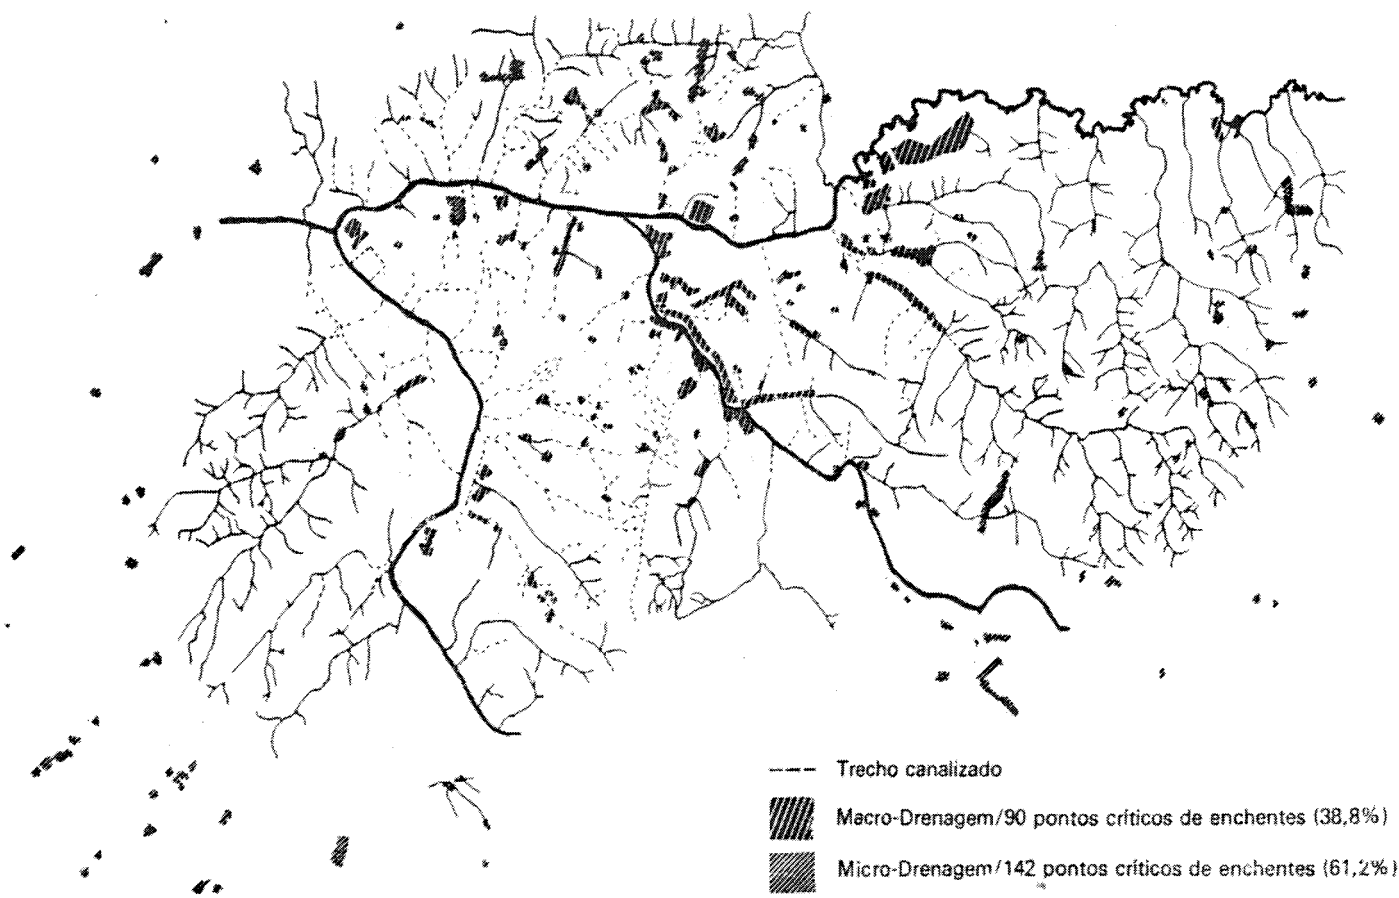 Trecho canalizado
Macro-Drenagem/90 pontos críticos de enchentes (38,8%)
Micro-Drenagem/142 pontos críticos de enchentes (61,2%)